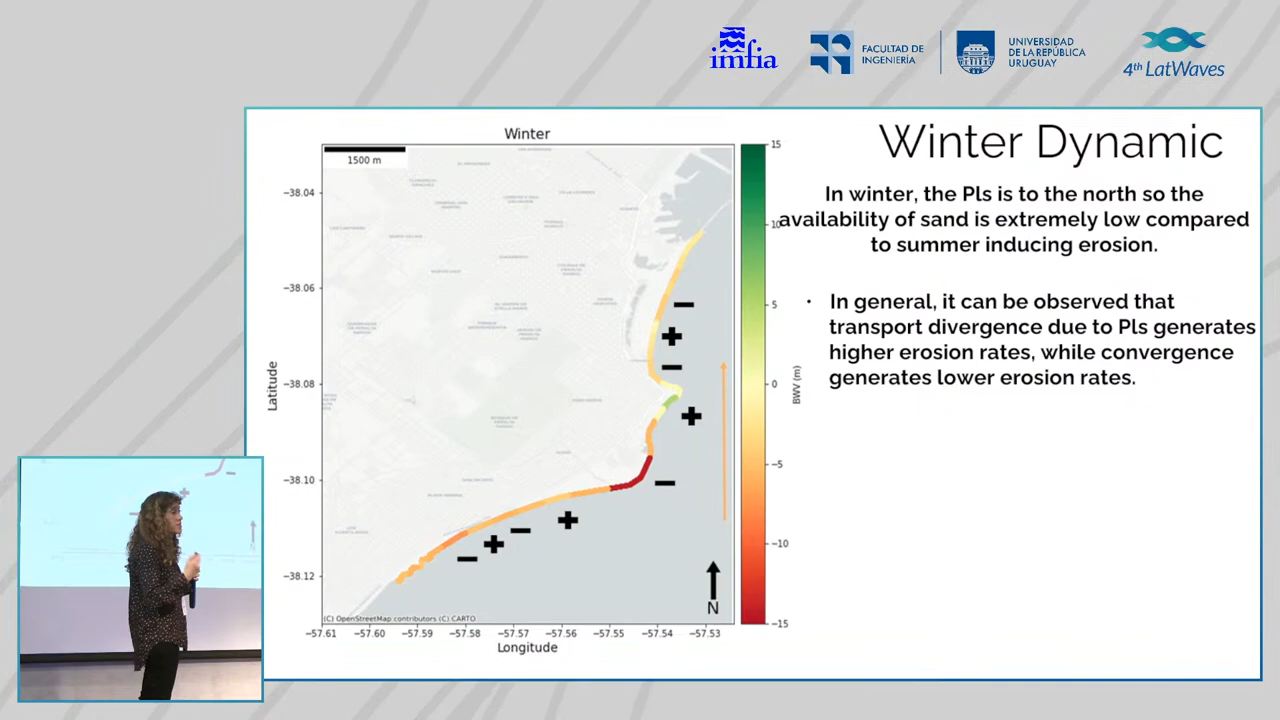 imfia
FACULTAD DE
INGENIERÍA
UNIVERSIDAD
DE LA REPÚBLICA
URUGUAY
4th LatWaves
Winter Dynamic
In winter, the Pls is to the north so the
availability of sand is extremely low compared
to summer inducing erosion.
· In general, it can be observed that
transport divergence due to Pls generates
higher erosion rates, while convergence
generates lower erosion rates.
Winter
1500 m
−38.04
−38.06
−38.08
−38.10
−38.12
Latitude
−57.61 −57.60 −57.59 −57.58 −57.57 −57.56 −57.55 −57.54 −57.53
Longitude
N
(C) OpenStreetMap contributors (C) CARTO
15
10
5
0
−5
−10
−15
BWV (m)